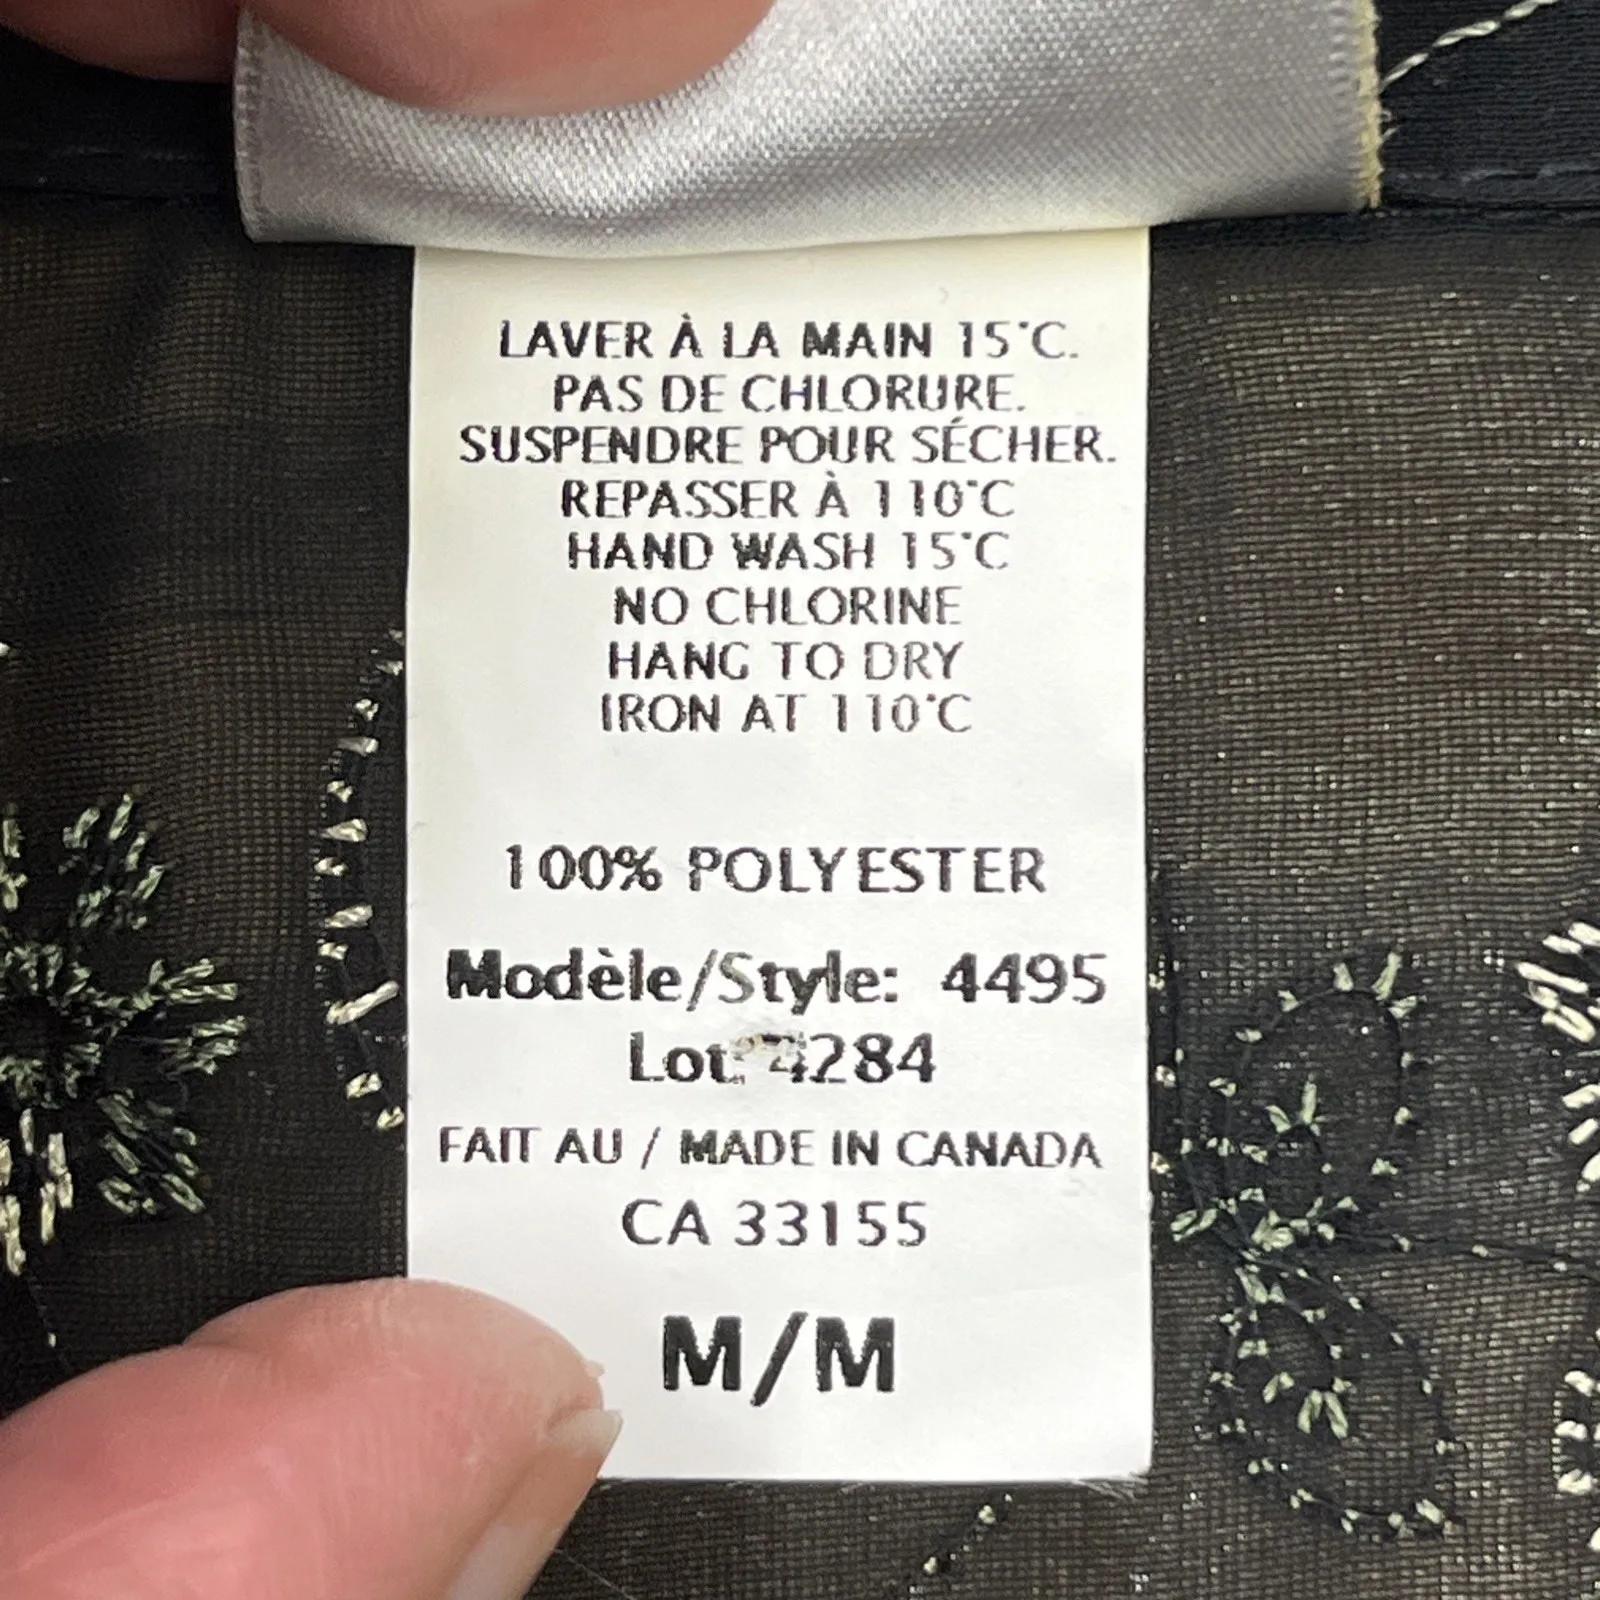 LAVER À LA MAIN 15°C.
PAS DE CHLORURE.
SUSPENDRE POUR SÉCHER.
REPASSER À 110°C
HAND WASH 15°C
NO CHLORINE
HANG TO DRY
IRON AT 110°C
100% POLYESTER
Modèle/Style: 4495
Lot: 4284
FAIT AU / MADE IN CANADA
CA 33155
M/M